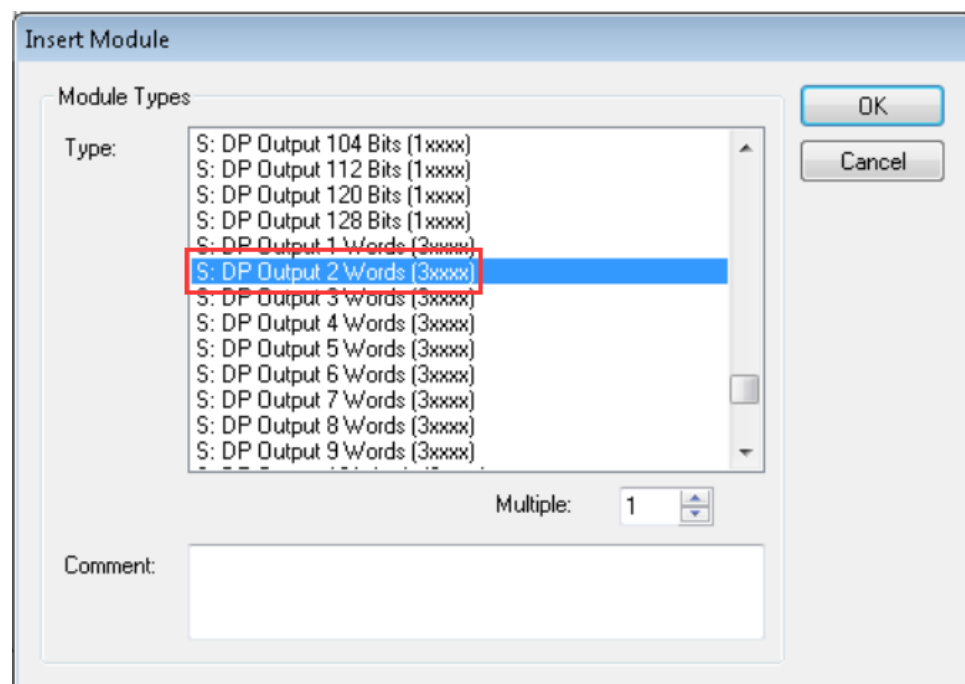 Insert Module
Module Types
Type:
S: DP Output 104 Bits (1xxxx)
S: DP Output 112 Bits (1xxxx)
S: DP Output 120 Bits (1xxxx)
S: DP Output 128 Bits (1xxxx)
S: DP Output 1 Words (3xxxx)
S: DP Output 2 Words (3xxxx)
S: DP Output 3 Words (3xxxx)
S: DP Output 4 Words (3xxxx)
S: DP Output 5 Words (3xxxx)
S: DP Output 6 Words (3xxxx)
S: DP Output 7 Words (3xxxx)
S: DP Output 8 Words (3xxxx)
S: DP Output 9 Words (3xxxx)
OK
Cancel
Multiple: 1
Comment: